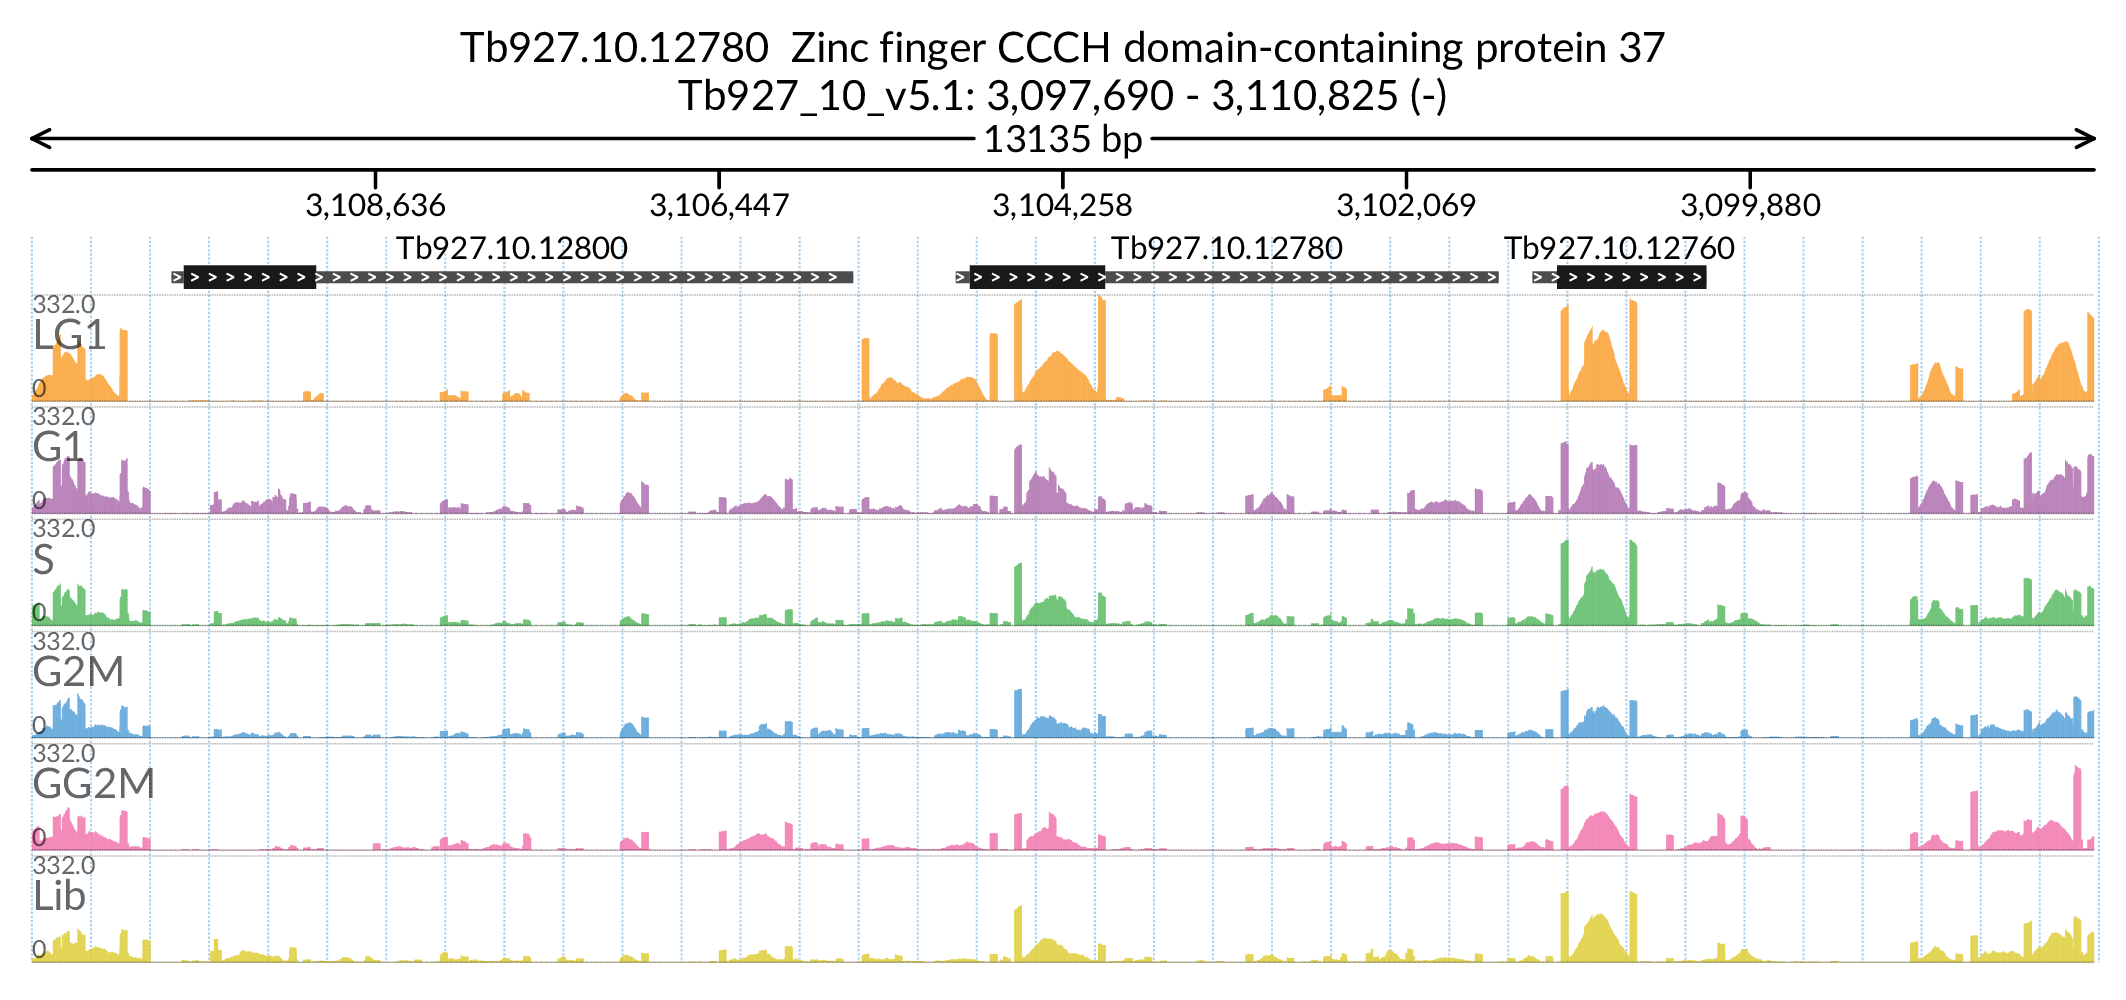 Tb927.10.12780  Zinc finger CCCH domain-containing protein 37
Tb927_10_v5.1: 3,097,690 - 3,110,825 (-)
13135 bp
3,108,636 3,106,447 3,104,258 3,102,069 3,099,880
Tb927.10.12800 Tb927.10.12780 Tb927.10.12760
332.0
LG1
0
332.0
G1
0
332.0
S
0
332.0
G2M
0
332.0
GG2M
0
332.0
Lib
0